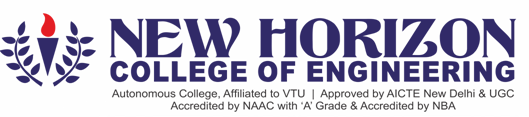 NEW HORIZON
COLLEGE OF ENGINEERING
Autonomous College, Affiliated to VTU | Approved by AICTE New Delhi & UGC
Accredited by NAAC with ‘A’ Grade & Accredited by NBA